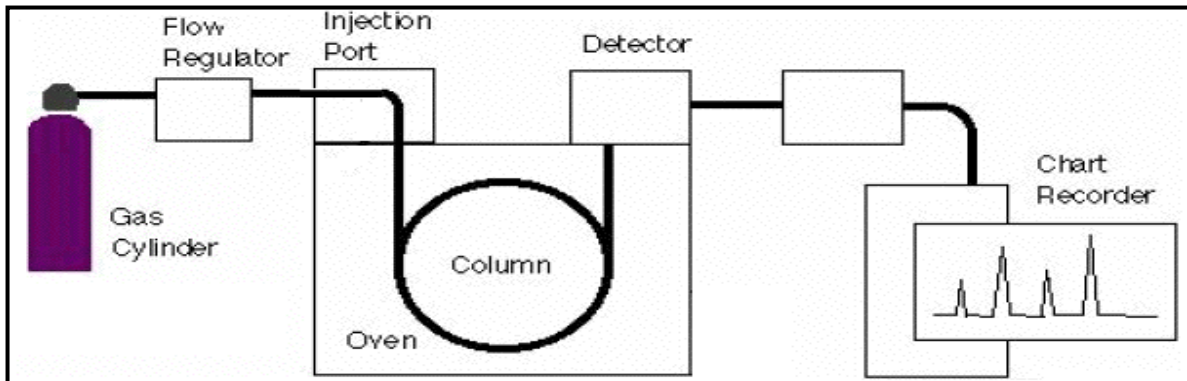 Flow
Regulator
Injection
Port
Detector
Chart
Recorder
Gas
Cylinder
Column
Oven